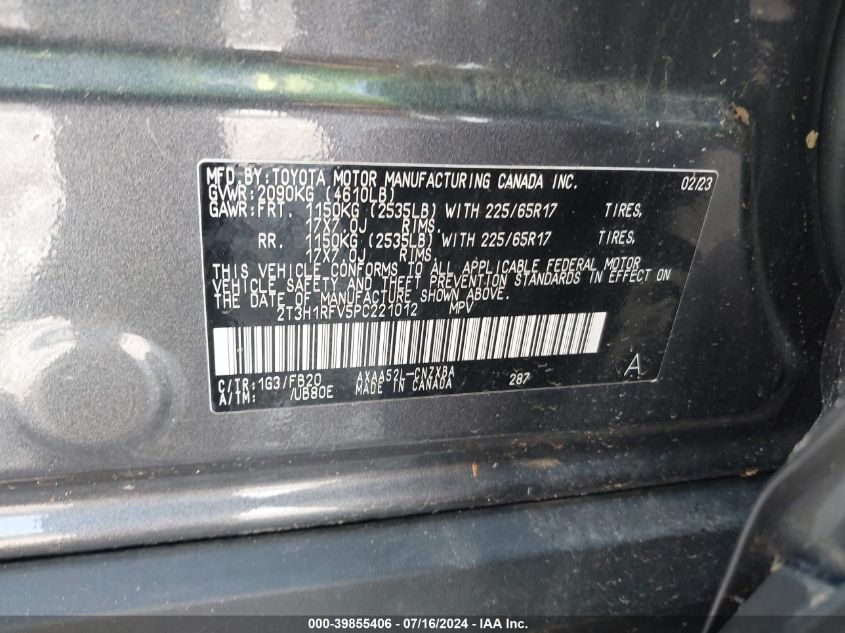 MFD.BY:TOYOTA MOTOR MANUFACTURING CANADA INC. 02/23
GVWR:2090KG (4610LB)
GAWR:FRT. 1150KG (2535LB) WITH 225/65R17 TIRES,
17X7.0J RIMS.
RR. 1150KG (2535LB) WITH 225/65R17 TIRES,
17X7.0J RIMS.
THIS VEHICLE CONFORMS TO ALL APPLICABLE FEDERAL MOTOR
VEHICLE SAFETY AND THEFT PREVENTION STANDARDS IN EFFECT ON
THE DATE OF MANUFACTURE SHOWN ABOVE.
2T3H1RFV5PC221012 MPV
C/TR:1G3/FB20 AXAA52L-CNZXBA
A/TM: /UB80E MADE IN CANADA 287 A
000-39855406 - 07/16/2024 - IAA Inc.